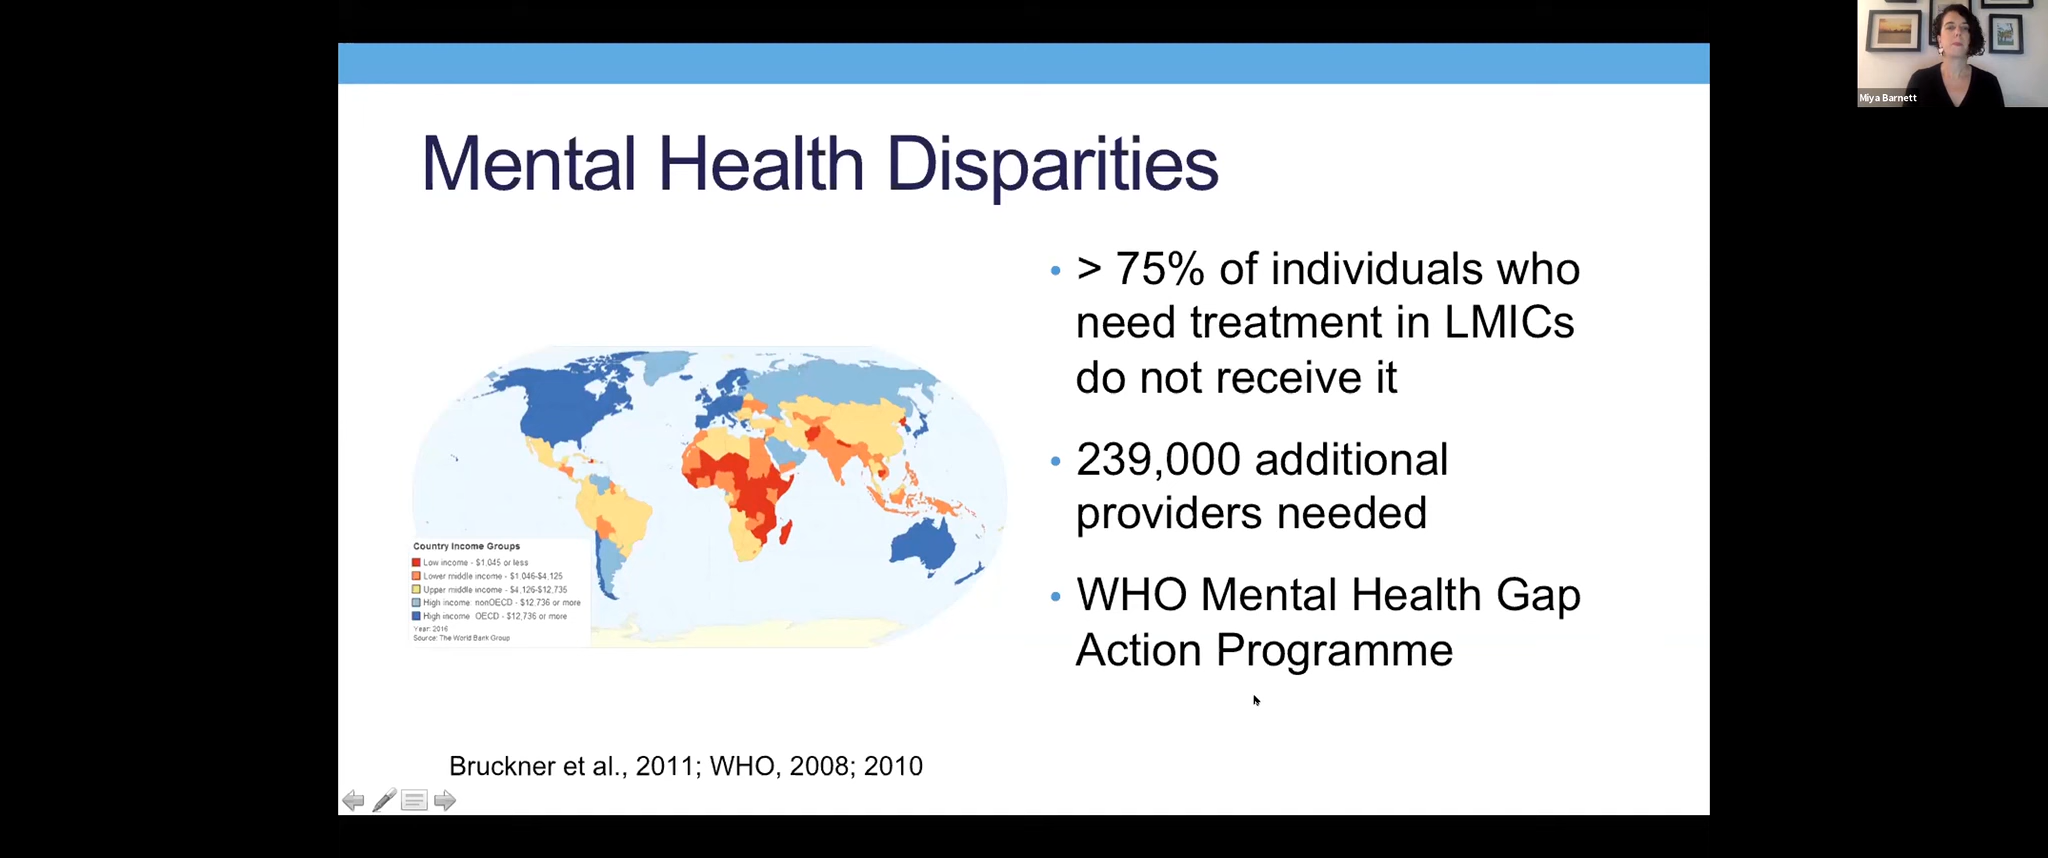 Miya Barnett
Mental Health Disparities
• > 75% of individuals who
need treatment in LMICs
do not receive it
• 239,000 additional
providers needed
• WHO Mental Health Gap
Action Programme
Country Income Groups
Low income - $1,045 or less
Lower middle income - $1,046-$4,125
Upper middle income - $4,126-$12,735
High income: nonOECD - $12,736 or more
High income: OECD - $12,736 or more
Year: 2016
Source: The World Bank Group
Bruckner et al., 2011; WHO, 2008; 2010